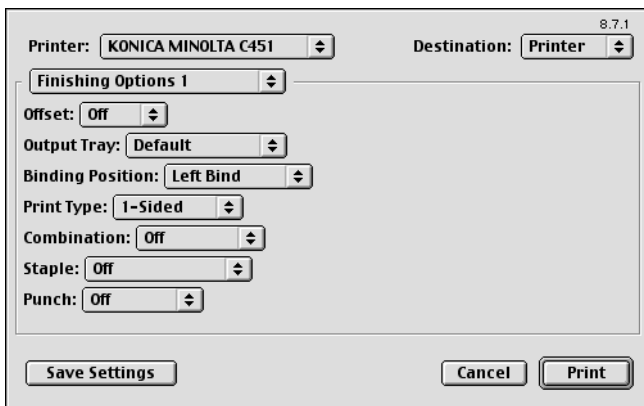 8.7.1
Printer: KONICA MINOLTA C451 Destination: Printer
Finishing Options 1
Offset: Off
Output Tray: Default
Binding Position: Left Bind
Print Type: 1-Sided
Combination: Off
Staple: Off
Punch: Off
Save Settings Cancel Print